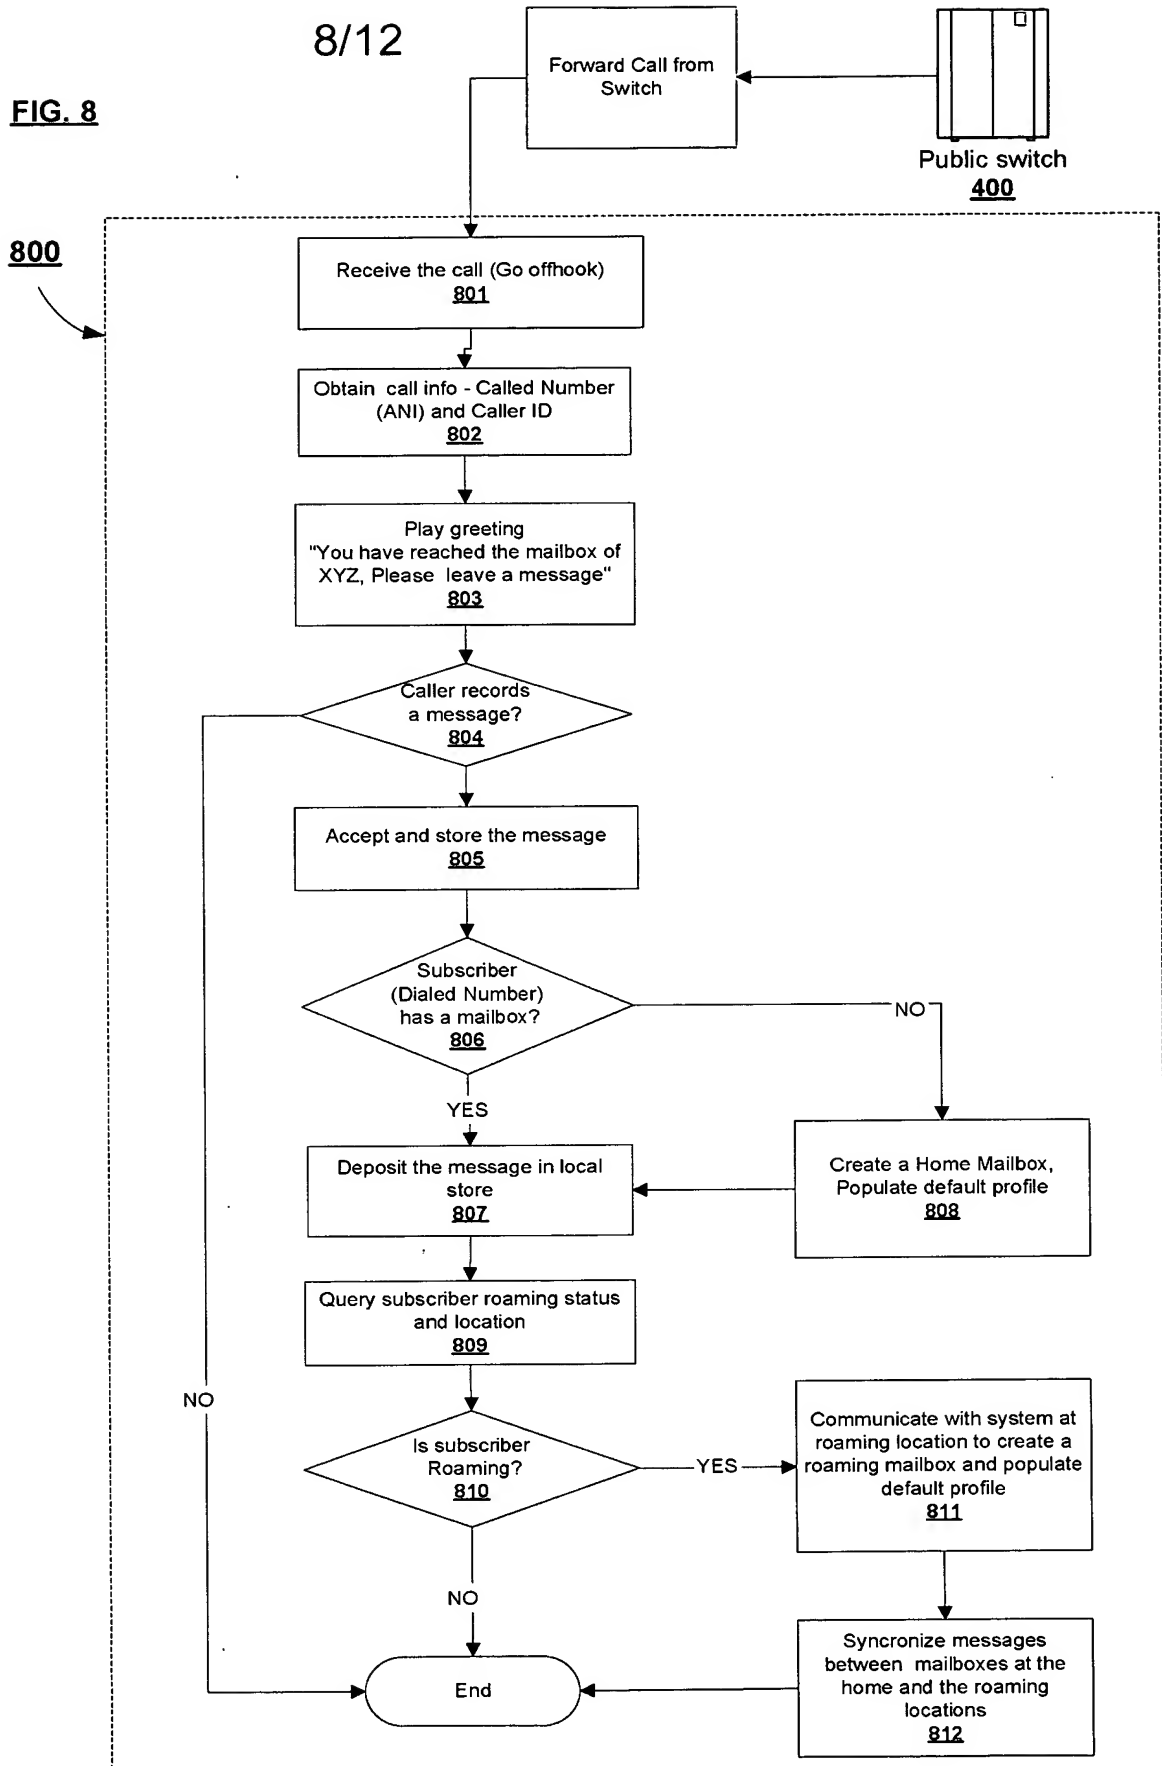 8/12
Forward Call from
Switch
FIG. 8
Public switch
400
800
Receive the call (Go offhook)
801
Obtain call info - Called Number
(ANI) and Caller ID
802
Play greeting
"You have reached the mailbox of
XYZ, Please leave a message"
803
Caller records
a message?
804
Accept and store the message
805
Subscriber
(Dialed Number)
has a mailbox?
806
NO
YES
Deposit the message in local
store
807
Create a Home Mailbox,
Populate default profile
808
Query subscriber roaming status
and location
809
NO
Is subscriber
Roaming?
810
YES
Communicate with system at
roaming location to create a
roaming mailbox and populate
default profile
811
NO
Syncronize messages
between mailboxes at the
home and the roaming
locations
812
End